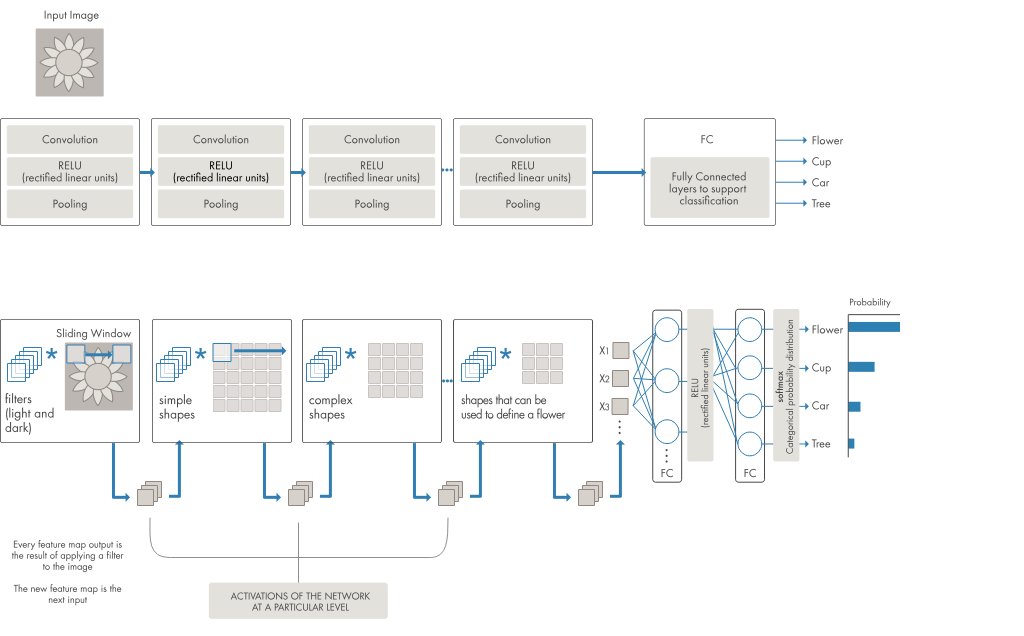 Input Image
Convolution
RELU
(rectified linear units)
Pooling
Convolution
RELU
(rectified linear units)
Pooling
Convolution
RELU
(rectified linear units)
Pooling
Convolution
RELU
(rectified linear units)
Pooling
FC
Fully Connected
layers to support
classification
Flower
Cup
Car
Tree
Sliding Window
*
filters
(light and
dark)
*
simple
shapes
*
complex
shapes
*
shapes that can be
used to define a flower
X1
X2
X3
FC
RELU
(rectified linear units)
FC
softmax
Categorical probability distribution
Probability
Flower
Cup
Car
Tree
Every feature map output is
the result of applying a filter
to the image
The new feature map is the
next input
ACTIVATIONS OF THE NETWORK
AT A PARTICULAR LEVEL